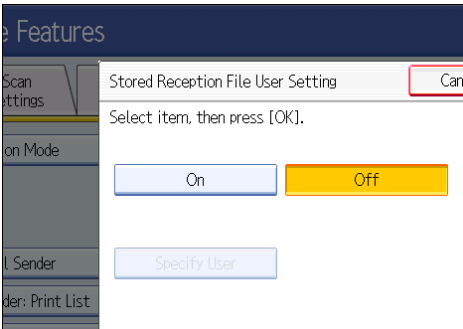 e Features
Scan
ettings
Stored Reception File User Setting
Can
Select item, then press [OK].
on Mode
On
Off
l Sender
Specify User
der: Print List